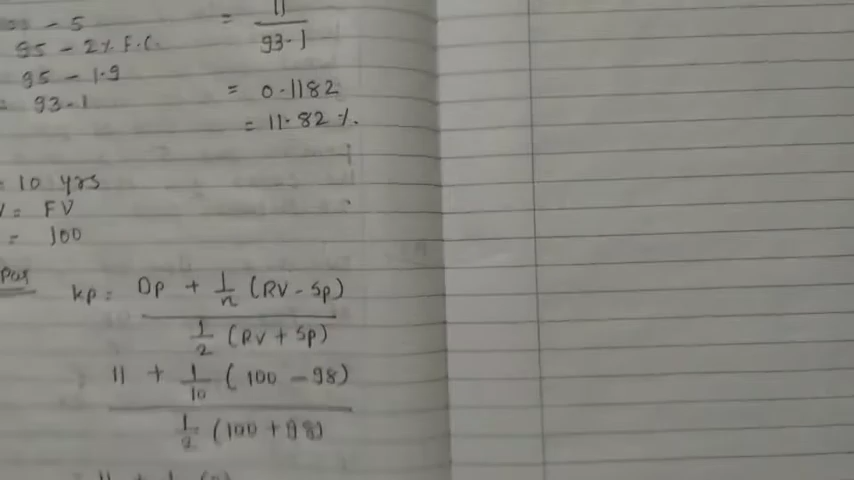 - 5
95 - 2% F.C.
95 - 1.9
= 93.1
= 11 / 93.1
= 0.1182
= 11.82 %.
= 10 yrs
V = FV
= 100
Par
kp = Dp + 1/n (RV - Sp)
1/2 (RV + Sp)
11 + 1/10 (100 - 98)
1/2 (100 + 98)